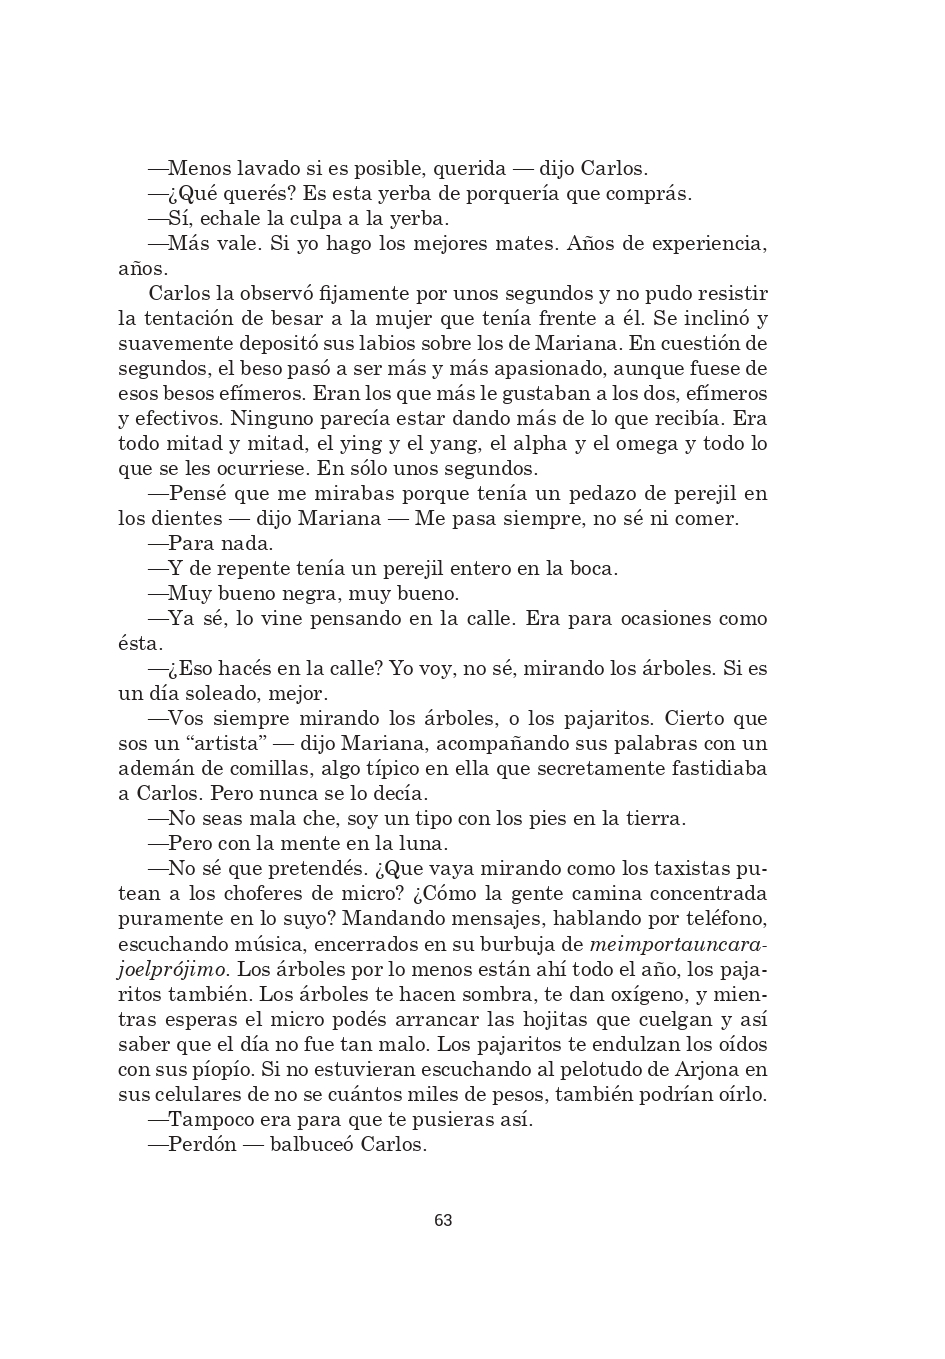 —Menos lavado si es posible, querida — dijo Carlos.
—¿Qué querés? Es esta yerba de porquería que comprás.
—Sí, echale la culpa a la yerba.
—Más vale. Si yo hago los mejores mates. Años de experiencia,
años.
Carlos la observó fijamente por unos segundos y no pudo resistir
la tentación de besar a la mujer que tenía frente a él. Se inclinó y
suavemente depositó sus labios sobre los de Mariana. En cuestión de
segundos, el beso pasó a ser más y más apasionado, aunque fuese de
esos besos efímeros. Eran los que más le gustaban a los dos, efímeros
y efectivos. Ninguno parecía estar dando más de lo que recibía. Era
todo mitad y mitad, el ying y el yang, el alpha y el omega y todo lo
que se les ocurriese. En sólo unos segundos.
—Pensé que me mirabas porque tenía un pedazo de perejil en
los dientes — dijo Mariana — Me pasa siempre, no sé ni comer.
—Para nada.
—Y de repente tenía un perejil entero en la boca.
—Muy bueno negra, muy bueno.
—Ya sé, lo vine pensando en la calle. Era para ocasiones como
ésta.
—¿Eso hacés en la calle? Yo voy, no sé, mirando los árboles. Si es
un día soleado, mejor.
—Vos siempre mirando los árboles, o los pajaritos. Cierto que
sos un “artista” — dijo Mariana, acompañando sus palabras con un
ademán de comillas, algo típico en ella que secretamente fastidiaba
a Carlos. Pero nunca se lo decía.
—No seas mala che, soy un tipo con los pies en la tierra.
—Pero con la mente en la luna.
—No sé que pretendés. ¿Que vaya mirando como los taxistas pu-
tean a los choferes de micro? ¿Cómo la gente camina concentrada
puramente en lo suyo? Mandando mensajes, hablando por teléfono,
escuchando música, encerrados en su burbuja de meimportauncara-
joelprójimo. Los árboles por lo menos están ahí todo el año, los paja-
ritos también. Los árboles te hacen sombra, te dan oxígeno, y mien-
tras esperas el micro podés arrancar las hojitas que cuelgan y así
saber que el día no fue tan malo. Los pajaritos te endulzan los oídos
con sus píopío. Si no estuvieran escuchando al pelotudo de Arjona en
sus celulares de no se cuántos miles de pesos, también podrían oírlo.
—Tampoco era para que te pusieras así.
—Perdón — balbuceó Carlos.
63